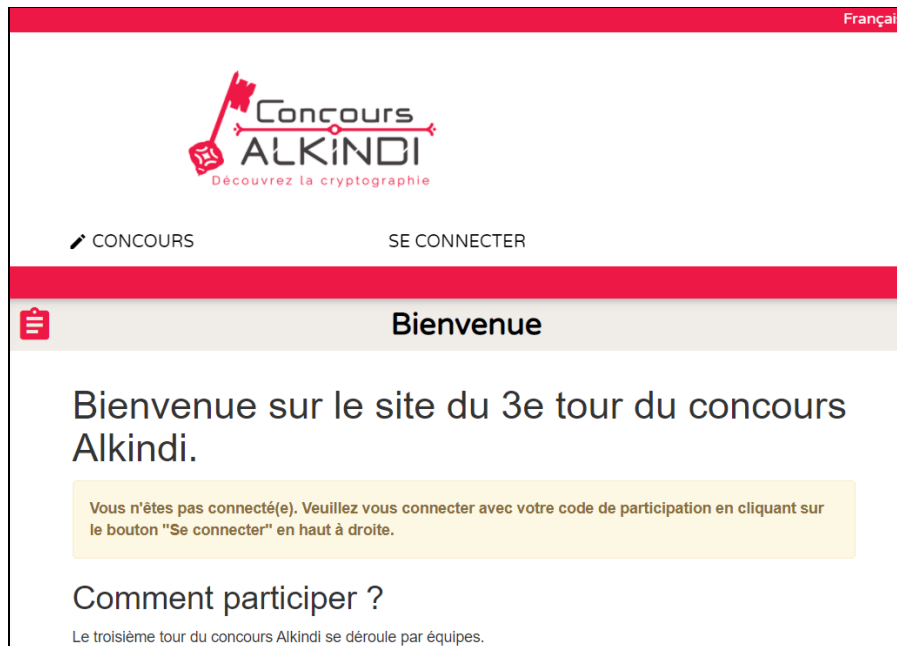 Françai
Concours
ALKINDI
Découvrez la cryptographie
CONCOURS
SE CONNECTER
Bienvenue
Bienvenue sur le site du 3e tour du concours
Alkindi.
Vous n'êtes pas connecté(e). Veuillez vous connecter avec votre code de participation en cliquant sur
le bouton "Se connecter" en haut à droite.
Comment participer ?
Le troisième tour du concours Alkindi se déroule par équipes.